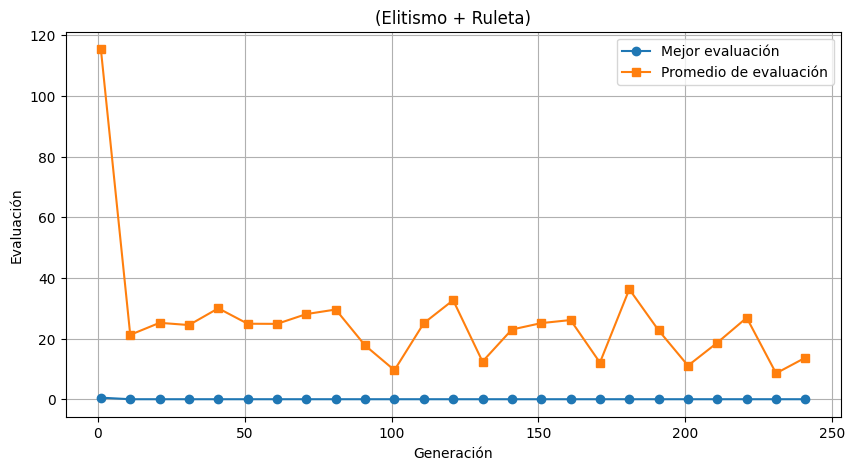 (Elitismo + Ruleta)
Mejor evaluación
Promedio de evaluación
Evaluación
120
100
80
60
40
20
0
0 50 100 150 200 250
Generación